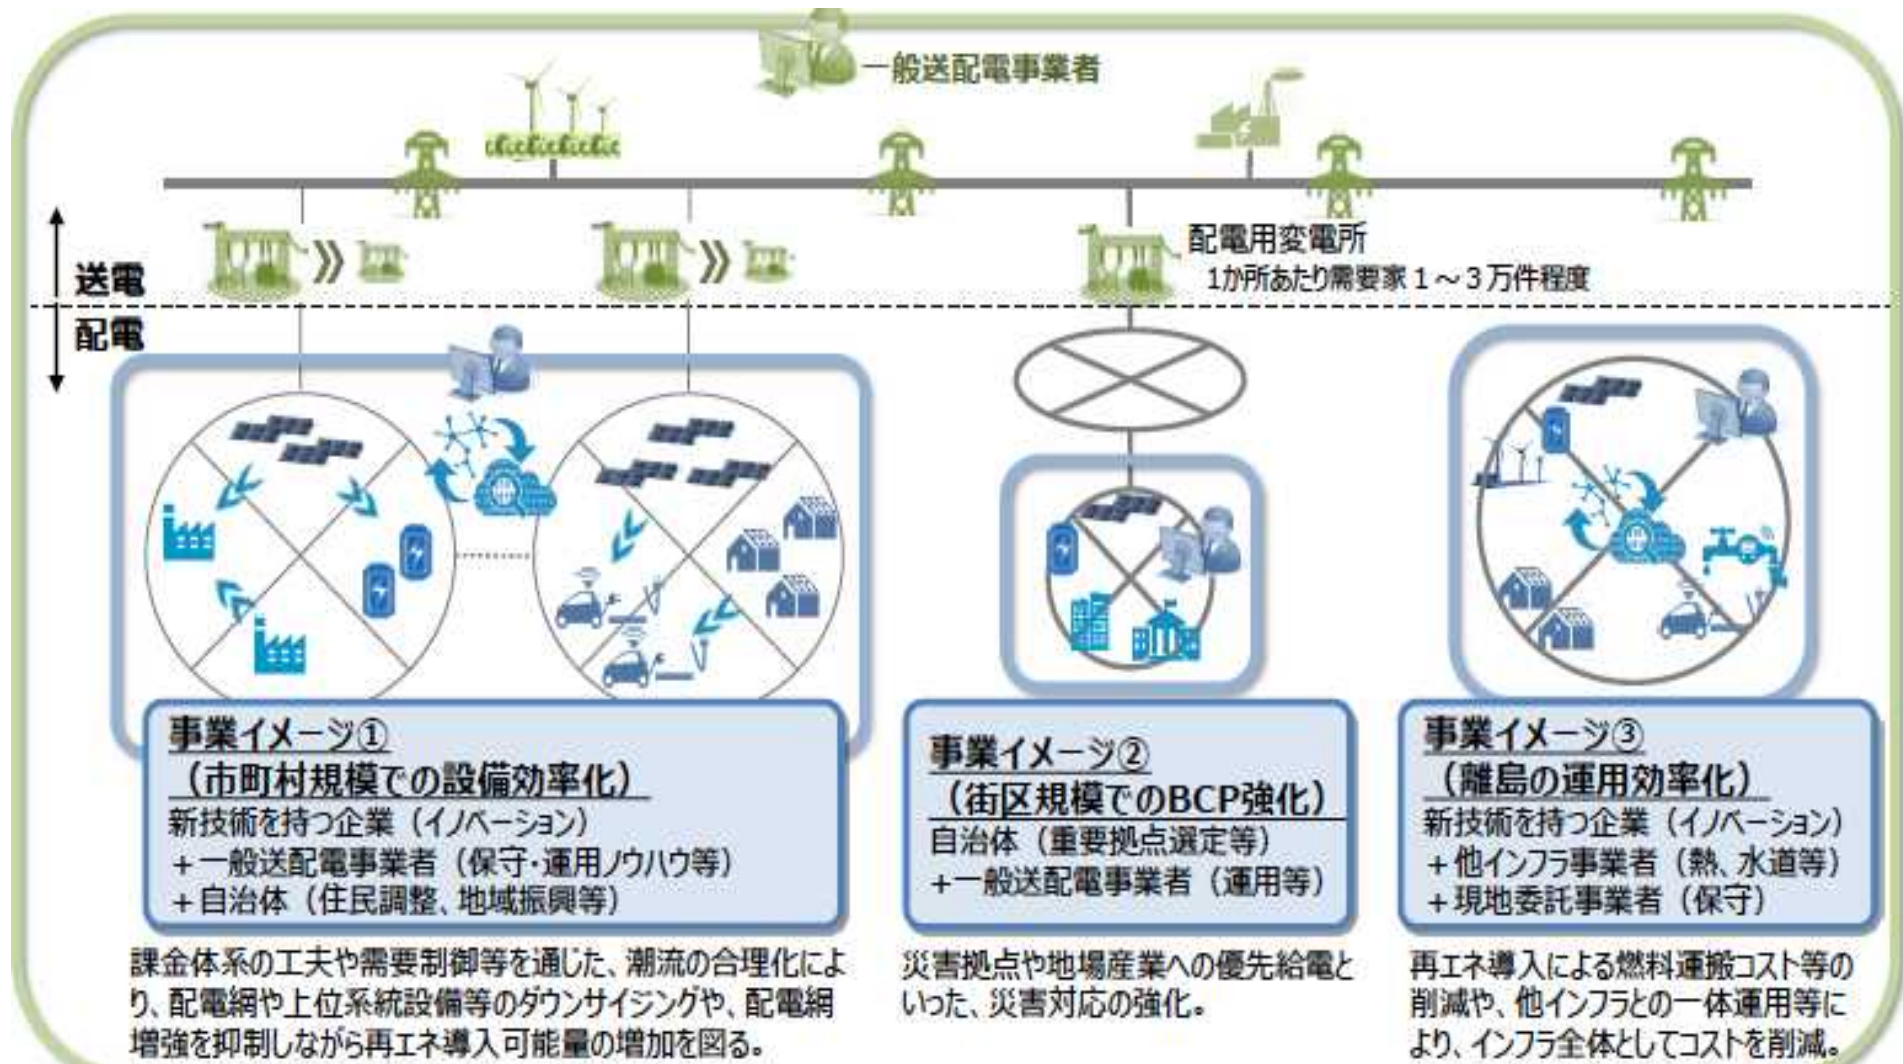 一般送配電事業者
配電用変電所
1か所あたり需要家1~3万件程度
送電
配電
事業イメージ①
(市町村規模での設備効率化)
新技術を持つ企業(イノベーション)
+一般送配電事業者(保守・運用ノウハウ等)
+自治体(住民調整、地域振興等)
課金体系の工夫や需要制御等を通じた、潮流の合理化によ
り、配電網や上位系統設備等のダウンサイジングや、配電網
増強を抑制しながら再エネ導入可能量の増加を図る。
事業イメージ②
(街区規模でのBCP強化)
自治体(重要拠点選定等)
+一般送配電事業者(運用等)
災害拠点や地場産業への優先給電と
いった、災害対応の強化。
事業イメージ③
(離島の運用効率化)
新技術を持つ企業(イノベーション)
+他インフラ事業者(熱、水道等)
+現地委託事業者(保守)
再エネ導入による燃料運搬コスト等の
削減や、他インフラとの一体運用等に
より、インフラ全体としてコストを削減。